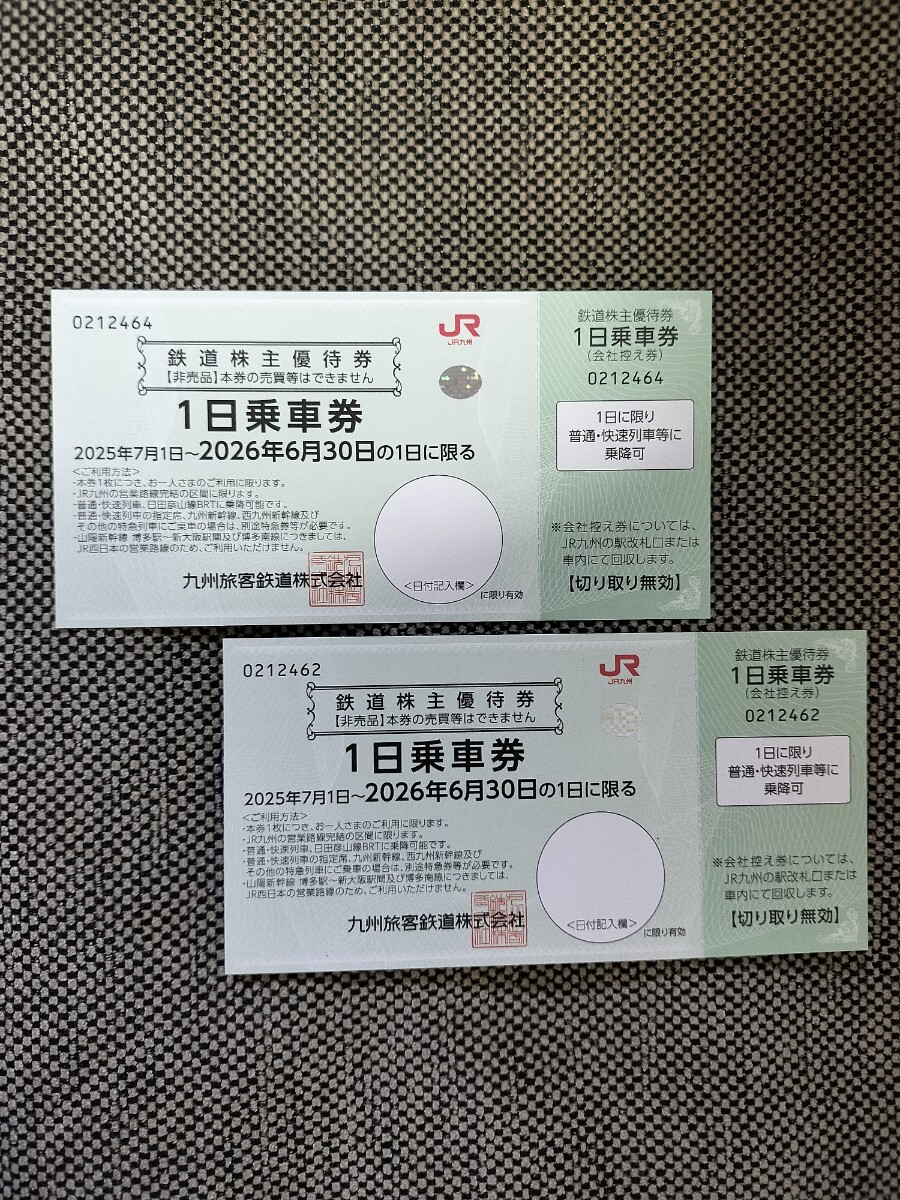 0212464
JR
JR九州
鉄道株主優待券
【非売品】本券の売買等はできません
1日乗車券
2025年7月1日〜2026年6月30日の1日に限る
<ご利用方法>
・本券1枚につき、お一人さまのご利用に限ります。
・JR九州の営業路線完結の区間に限ります。
・普通・快速列車、日田彦山線BRTに乗降可能です。
・普通・快速列車の指定席、九州新幹線、西九州新幹線及び
その他の特急列車にご乗車の場合は、別途特急券等が必要です。
・山陽新幹線 博多駅〜新大阪駅間及び博多南線につきましては、
JR西日本の営業路線のため、ご利用いただけません。
九州旅客鉄道株式会社
<日付記入欄>
に限り有効
鉄道株主優待券
1日乗車券
(会社控え券)
0212464
1日に限り
普通・快速列車等に
乗降可
※会社控え券については、
JR九州の駅改札口または
車内にて回収します。
【切り取り無効】
0212462
JR
JR九州
鉄道株主優待券
【非売品】本券の売買等はできません
1日乗車券
2025年7月1日〜2026年6月30日の1日に限る
<ご利用方法>
・本券1枚につき、お一人さまのご利用に限ります。
・JR九州の営業路線完結の区間に限ります。
・普通・快速列車、日田彦山線BRTに乗降可能です。
・普通・快速列車の指定席、九州新幹線、西九州新幹線及び
その他の特急列車にご乗車の場合は、別途特急券等が必要です。
・山陽新幹線 博多駅〜新大阪駅間及び博多南線につきましては、
JR西日本の営業路線のため、ご利用いただけません。
九州旅客鉄道株式会社
<日付記入欄>
に限り有効
鉄道株主優待券
1日乗車券
(会社控え券)
0212462
1日に限り
普通・快速列車等に
乗降可
※会社控え券については、
JR九州の駅改札口または
車内にて回収します。
【切り取り無効】